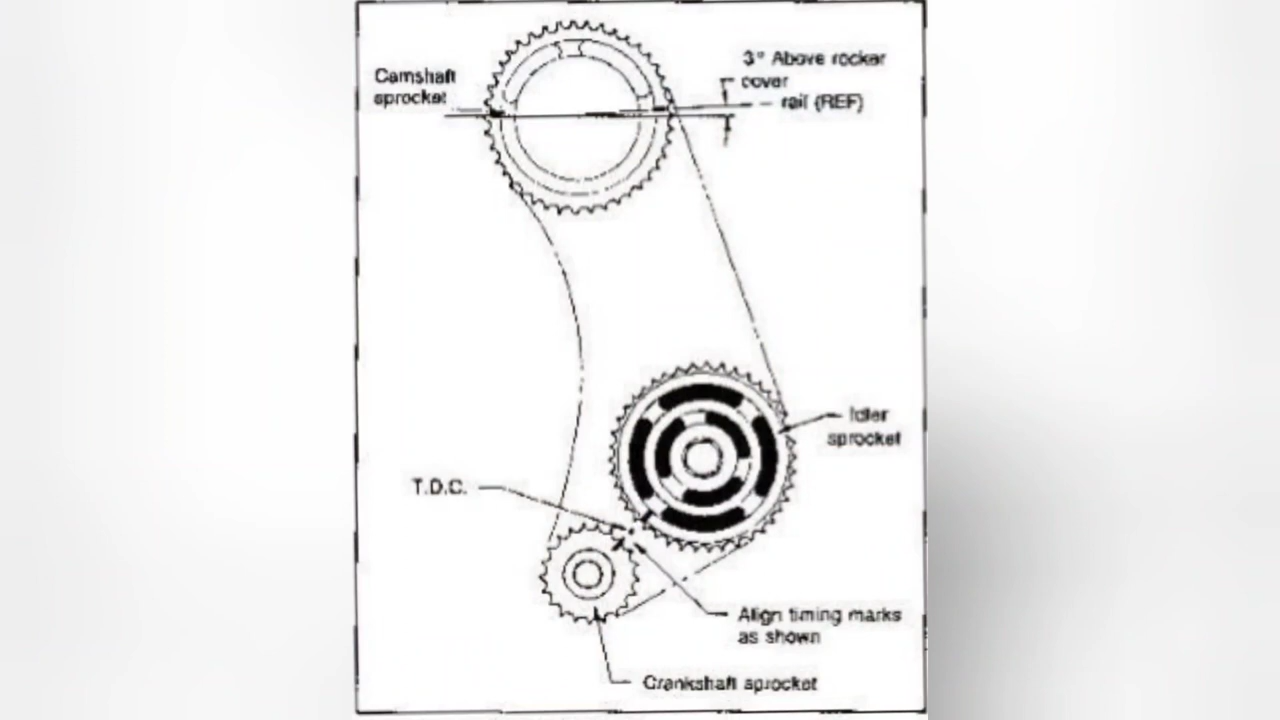 Camshaft
sprocket
3° Above rocker
cover
rail (REF)
Idler
sprocket
T.D.C.
Align timing marks
as shown
Crankshaft sprocket